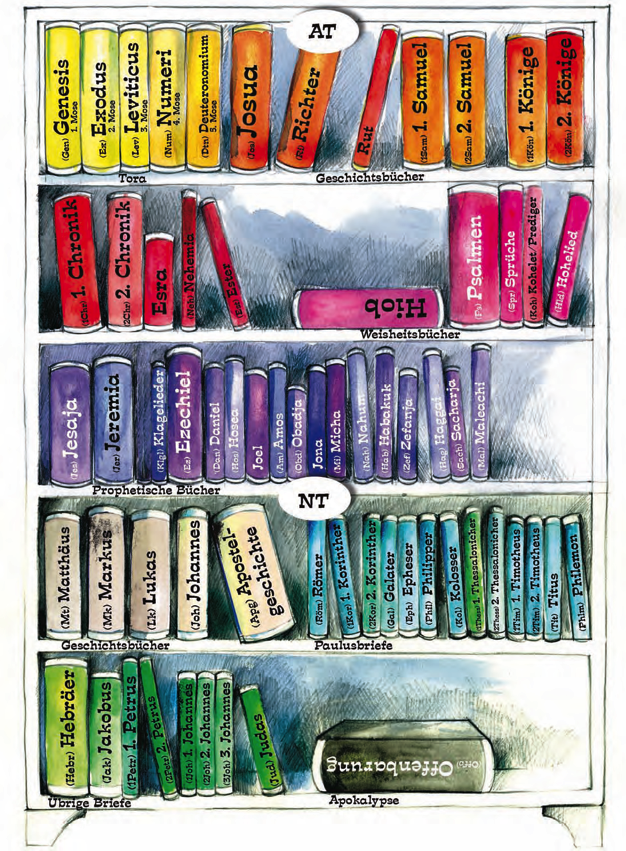 AT
Genesis
(Gen) 1. Mose
Exodus
(Ex) 2. Mose
Leviticus
(Lev) 3. Mose
Numeri
(Num) 4. Mose
Deuteronomium
(Dtn) 5. Mose
(Jos) Josua
(Ri) Richter
Rut
(1Sam) 1. Samuel
(2Sam) 2. Samuel
(1Kön) 1. Könige
(2Kön) 2. Könige
Tora
Geschichtsbücher
(1Chr) 1. Chronik
(2Chr) 2. Chronik
Esra
(Neh) Nehemia
(Est) Ester
Hiob
(Ps) Psalmen
(Spr) Sprüche
(Koh) Kohelet/Prediger
(Hld) Hohelied
Weisheitsbücher
(Jes) Jesaja
(Jer) Jeremia
(Klgl) Klagelieder
(Ez) Ezechiel
(Dan) Daniel
(Hos) Hosea
Joel
(Am) Amos
(Obd) Obadja
Jona
(Mi) Micha
(Nah) Nahum
(Hab) Habakuk
(Zef) Zefanja
(Hag) Haggai
(Sach) Sacharja
(Mal) Maleachi
Prophetische Bücher
NT
(Mt) Matthäus
(Mk) Markus
(Lk) Lukas
(Joh) Johannes
(Apg) Apostel-
geschichte
(Röm) Römer
(1Kor) 1. Korinther
(2Kor) 2. Korinther
(Gal) Galater
(Eph) Epheser
(Phil) Philipper
(Kol) Kolosser
(1Thess) 1. Thessalonicher
(2Thess) 2. Thessalonicher
(1Tim) 1. Timotheus
(2Tim) 2. Timotheus
(Tit) Titus
(Phlm) Philemon
Geschichtsbücher
Paulusbriefe
(Hebr) Hebräer
(Jak) Jakobus
(1Petr) 1. Petrus
(2Petr) 2. Petrus
(1Joh) 1. Johannes
(2Joh) 2. Johannes
(3Joh) 3. Johannes
(Jud) Judas
(Offb) Offenbarung
Übrige Briefe
Apokalypse